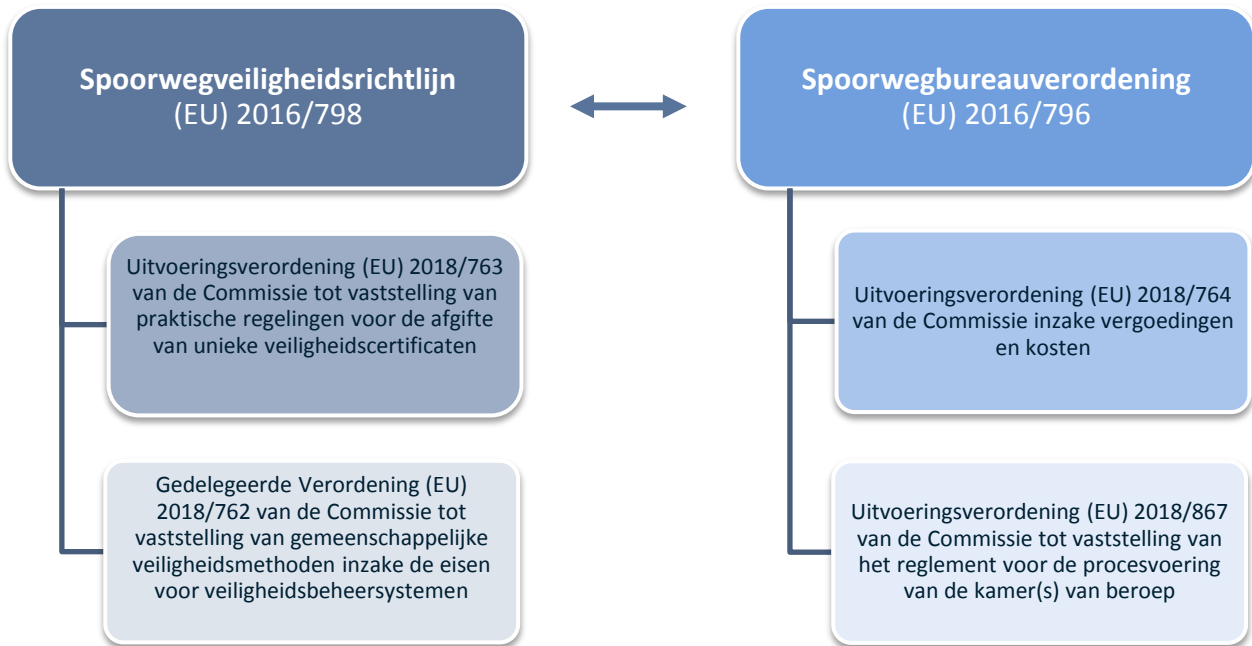 Spoorwegveiligheidsrichtlijn
(EU) 2016/798
Spoorwegbureauverordening
(EU) 2016/796
Uitvoeringsverordening (EU) 2018/763
van de Commissie tot vaststelling van
praktische regelingen voor de afgifte
van unieke veiligheidscertificaten
Uitvoeringsverordening (EU) 2018/764
van de Commissie inzake vergoedingen
en kosten
Gedelegeerde Verordening (EU)
2018/762 van de Commissie tot
vaststelling van gemeenschappelijke
veiligheidsmethoden inzake de eisen
voor veiligheidsbeheersystemen
Uitvoeringsverordening (EU) 2018/867
van de Commissie tot vaststelling van
het reglement voor de procesvoering
van de kamer(s) van beroep